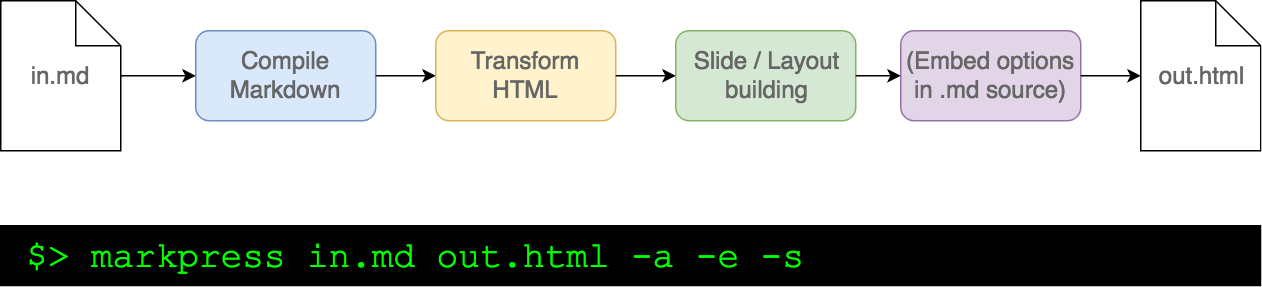 in.md
Compile
Markdown
Transform
HTML
Slide / Layout
building
(Embed options
in .md source)
out.html
$> markpress in.md out.html -a -e -s